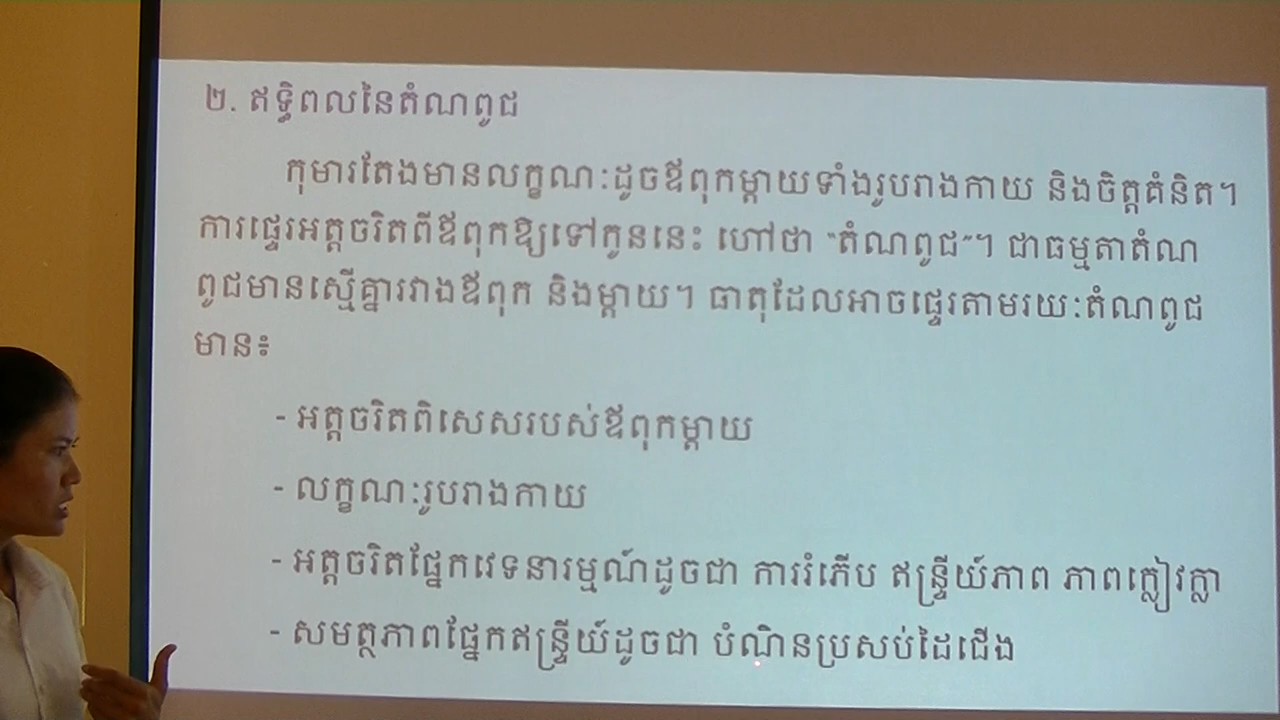 ២. ឥទ្ធិពលនៃតំណពូជ
កុមារតែងមានលក្ខណៈដូចឪពុកម្តាយទាំងរូបរាងកាយ និងចិត្តគំនិត។
ការផ្ទេរអត្តចរិតពីឪពុកឱ្យទៅកូននេះ ហៅថា “តំណពូជ”។ ជាធម្មតាតំណ
ពូជមានស្មើគ្នារវាងឪពុក និងម្តាយ។ ធាតុដែលអាចផ្ទេរតាមរយៈតំណពូជ
មាន៖
- អត្តចរិតពិសេសរបស់ឪពុកម្តាយ
- លក្ខណៈរូបរាងកាយ
- អត្តចរិតផ្នែកវេទនារម្មណ៍ដូចជា ការរំភើប ឥន្ទ្រីយ៍ភាព ភាពក្លៀវក្លា
- សមត្ថភាពផ្នែកឥន្ទ្រីយ៍ដូចជា បំណិនប្រសប់ដៃជើង